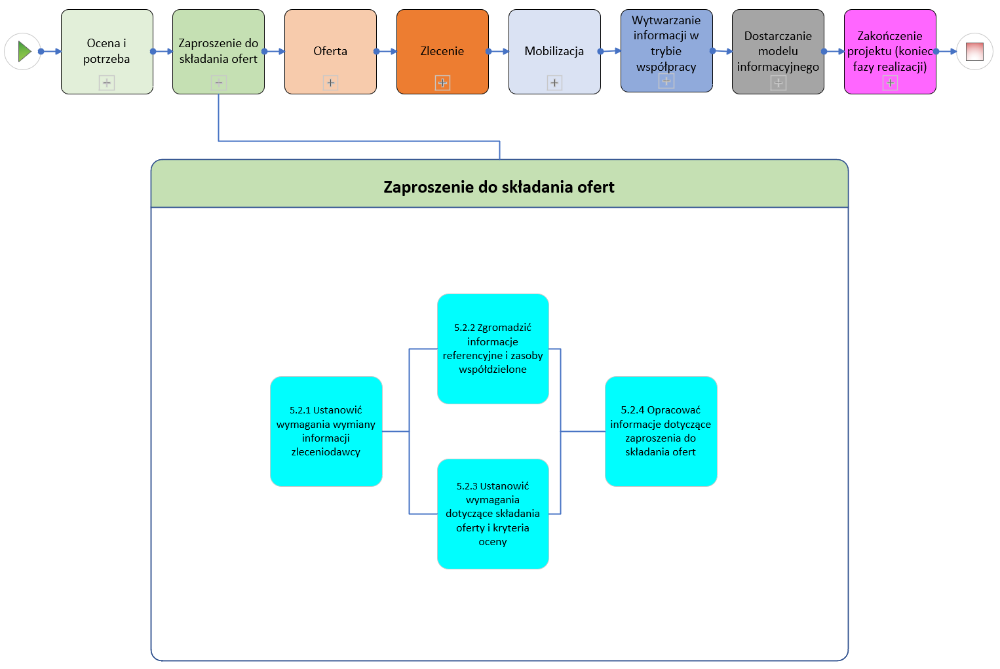 Ocena i
potrzeba
Zaproszenie do
składania ofert
Oferta
Zlecenie
Mobilizacja
Wytwarzanie
informacji w
trybie
współpracy
Dostarczanie
modelu
informacyjnego
Zakończenie
projektu (koniec
fazy realizacji)
Zaproszenie do składania ofert
5.2.1 Ustanowić
wymagania wymiany
informacji
zleceniodawcy
5.2.2 Zgromadzić
informacje
referencyjne i zasoby
współdzielone
5.2.3 Ustanowić
wymagania
dotyczące składania
oferty i kryteria
oceny
5.2.4 Opracować
informacje dotyczące
zaproszenia do
składania ofert